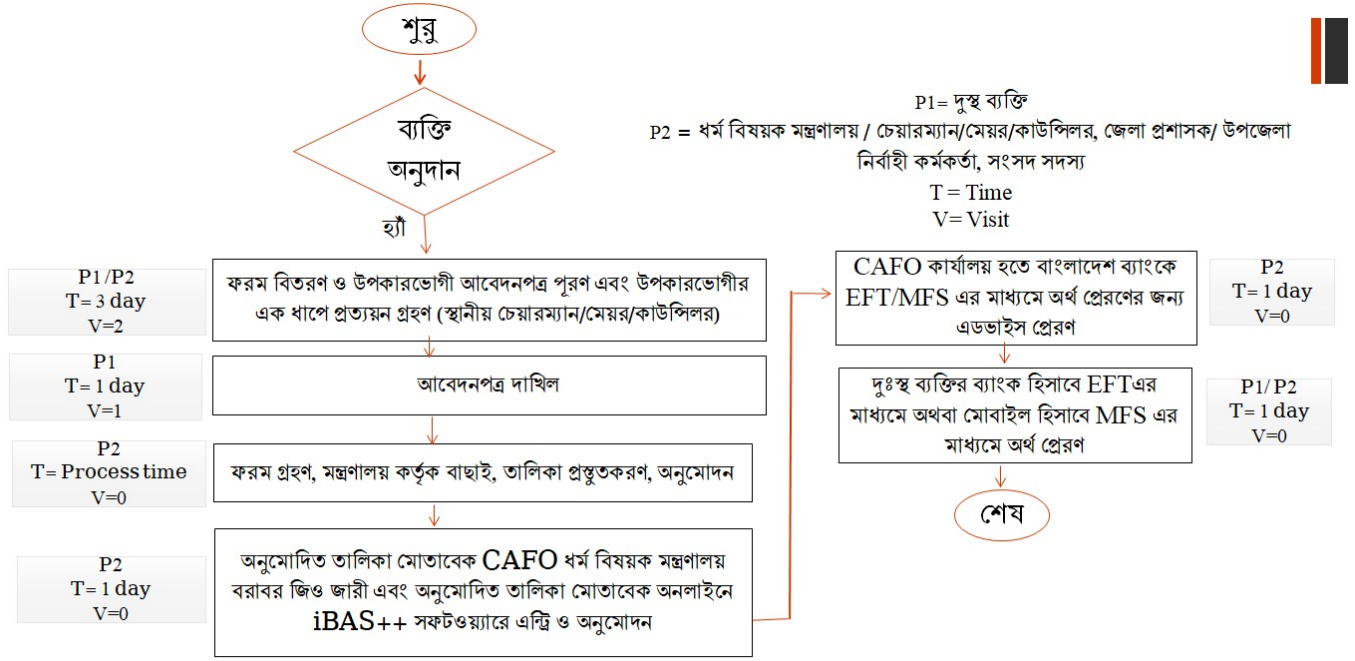 শুরু
ব্যক্তি
অনুদান
হ্যাঁ
P1= দুস্থ ব্যক্তি
P2 = ধর্ম বিষয়ক মন্ত্রণালয় / চেয়ারম্যান/মেয়র/কাউন্সিলর, জেলা প্রশাসক/ উপজেলা
নির্বাহী কর্মকর্তা, সংসদ সদস্য
T = Time
V= Visit
P1/P2
T= 3 day
V=2
ফরম বিতরণ ও উপকারভোগী আবেদনপত্র পূরণ এবং উপকারভোগীর
এক ধাপে প্রত্যয়ন গ্রহণ (স্থানীয় চেয়ারম্যান/মেয়র/কাউন্সিলর)
P1
T= 1 day
V=1
আবেদনপত্র দাখিল
P2
T= Process time
V=0
ফরম গ্রহণ, মন্ত্রণালয় কর্তৃক বাছাই, তালিকা প্রস্তুতকরণ, অনুমোদন
P2
T= 1 day
V=0
অনুমোদিত তালিকা মোতাবেক CAFO ধর্ম বিষয়ক মন্ত্রণালয়
বরাবর জিও জারী এবং অনুমোদিত তালিকা মোতাবেক অনলাইনে
iBAS++ সফটওয়্যারে এন্ট্রি ও অনুমোদন
CAFO কার্যালয় হতে বাংলাদেশ ব্যাংকে
EFT/MFS এর মাধ্যমে অর্থ প্রেরণের জন্য
এডভাইস প্রেরণ
P2
T= 1 day
V=0
দুঃস্থ ব্যক্তির ব্যাংক হিসাবে EFTএর
মাধ্যমে অথবা মোবাইল হিসাবে MFS এর
মাধ্যমে অর্থ প্রেরণ
P1/ P2
T= 1 day
V=0
শেষ